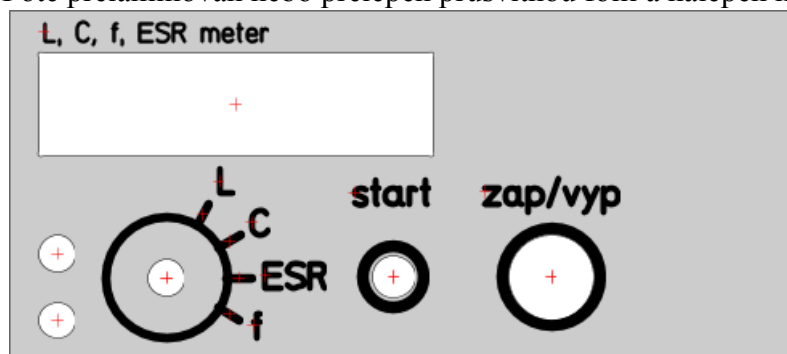 L, C, f, ESR meter
L
start
zap/vyp
C
ESR
f